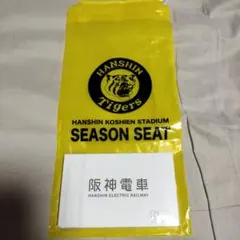 HANSHIN
Tigers
HANSHIN KOSHIEN STADIUM
SEASON SEAT
阪神電車
HANSHIN ELECTRIC RAILWAY